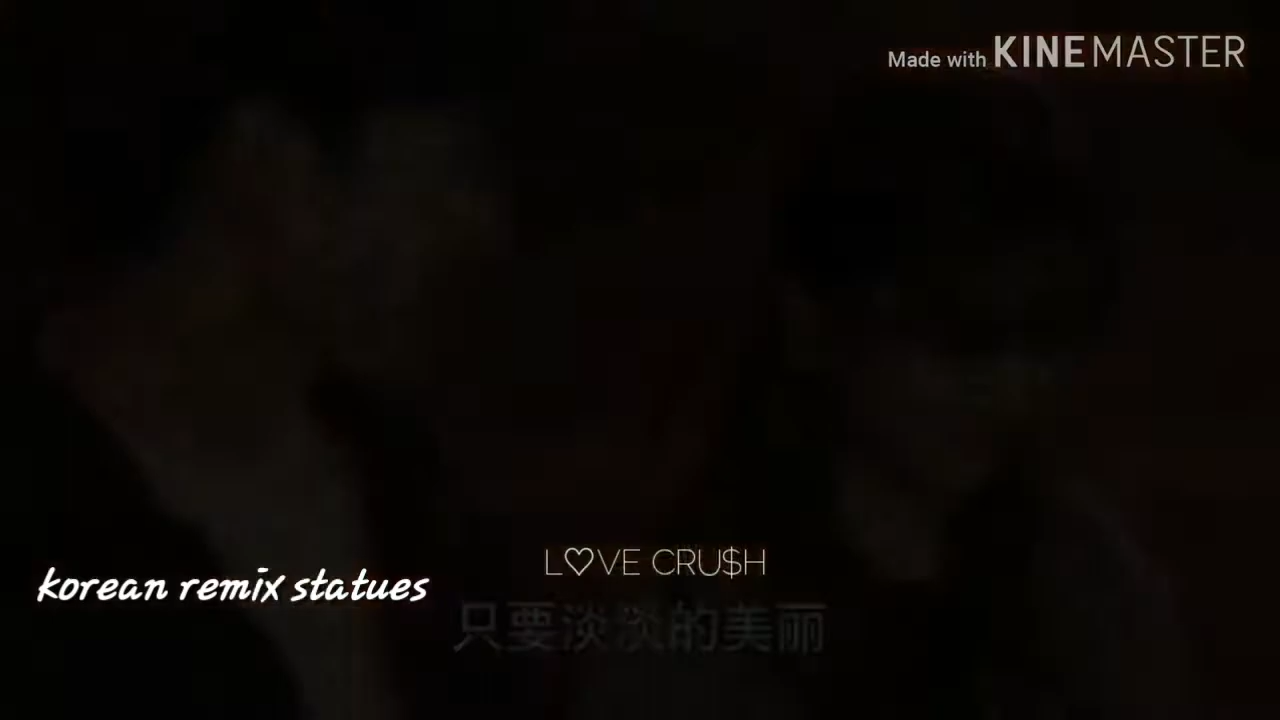 Made with KINEMASTER
L♡VE CRU$H
korean remix statues
只要淡淡的美丽